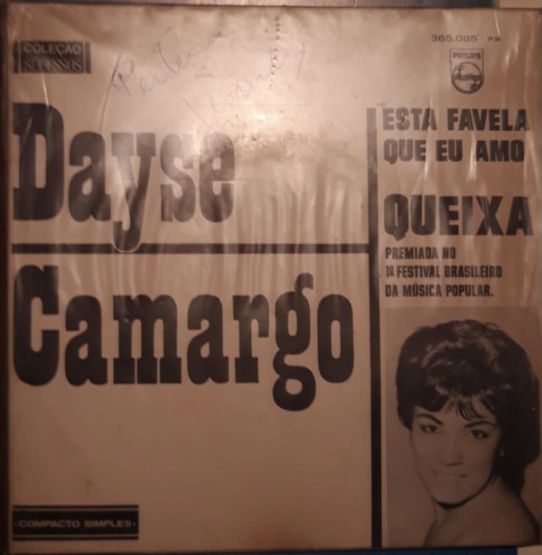 COLEÇÃO
SUCESSOS
365.085 PB
PHILIPS
Dayse
Camargo
ESTA FAVELA
QUE EU AMO
QUEIXA
PREMIADA NO
1º FESTIVAL BRASILEIRO
DA MÚSICA POPULAR.
•COMPACTO SIMPLES•